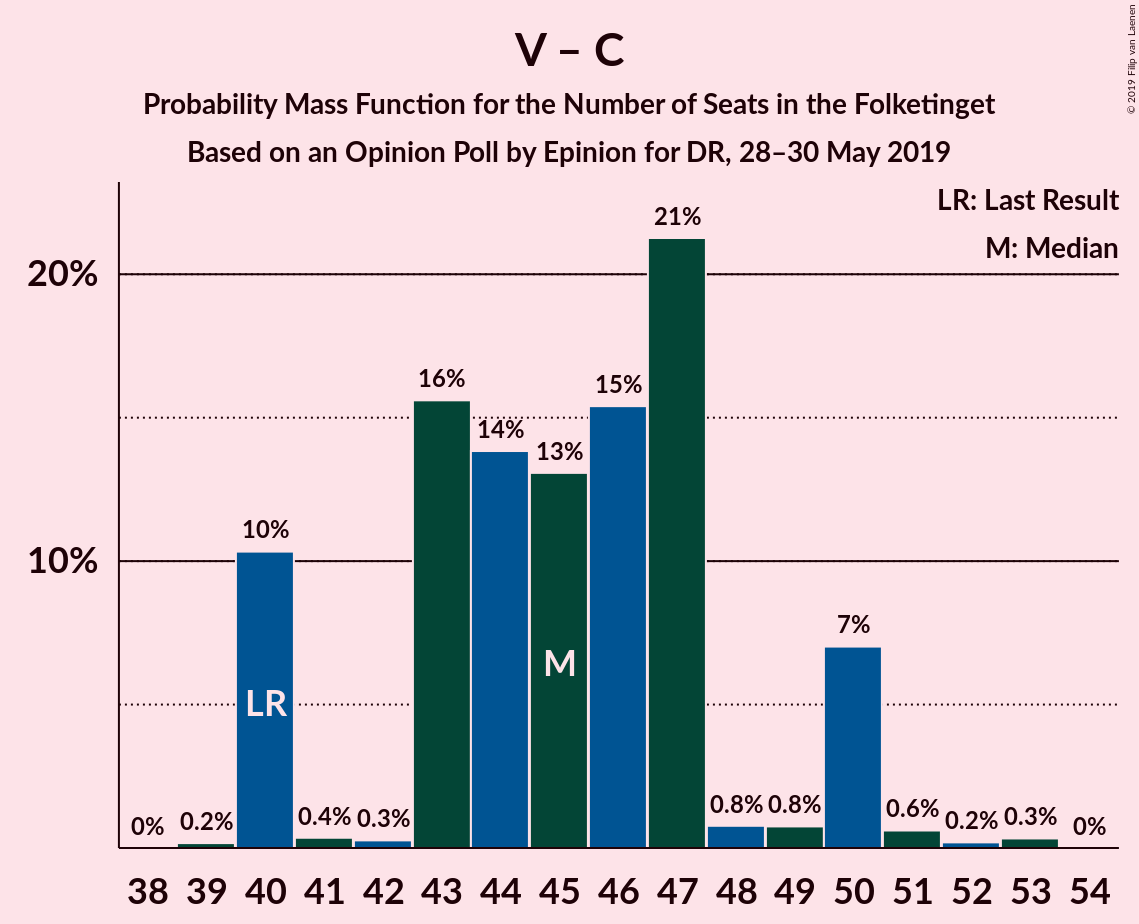 V – C
Probability Mass Function for the Number of Seats in the Folketinget
Based on an Opinion Poll by Epinion for DR, 28–30 May 2019
© 2019 Filip van Laenen
LR: Last Result
M: Median
20%
10%
0%
0.2%
10%
0.4%
0.3%
16%
14%
13%
15%
21%
0.8%
0.8%
7%
0.6%
0.2%
0.3%
0%
LR
M
38 39 40 41 42 43 44 45 46 47 48 49 50 51 52 53 54